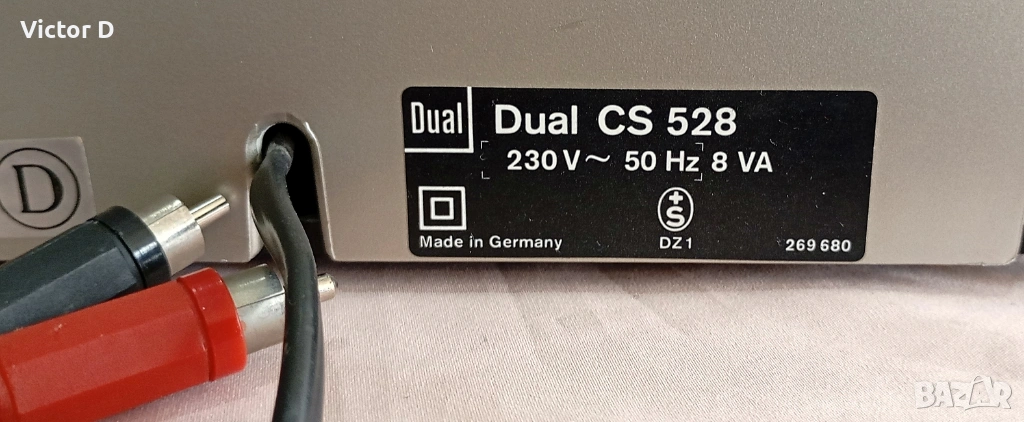 Victor D
Dual
Dual CS 528
230 V ~ 50 Hz 8 VA
D
+
S
Made in Germany
DZ1
269 680
BAZAR